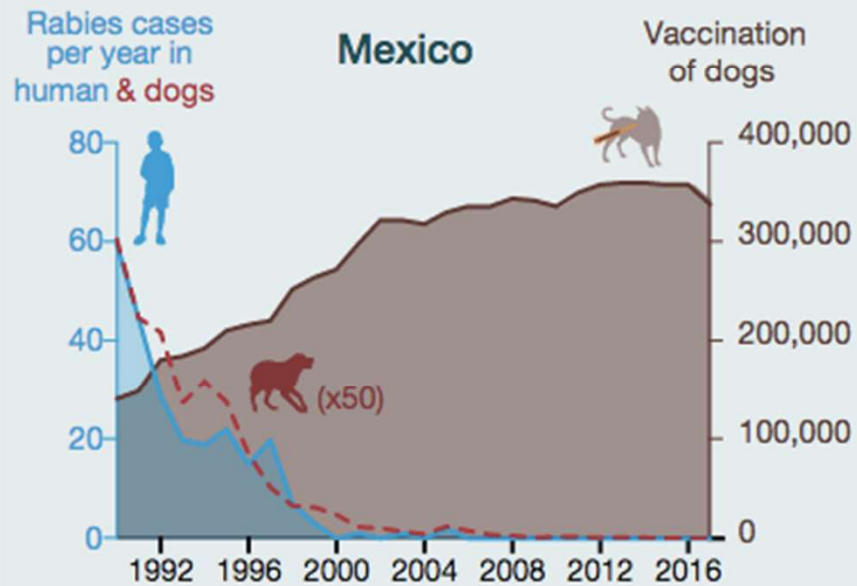 Rabies cases
per year in
human & dogs
Mexico
Vaccination
of dogs
80
60
40
20
0
400,000
300,000
200,000
100,000
0
(x50)
1992 1996 2000 2004 2008 2012 2016